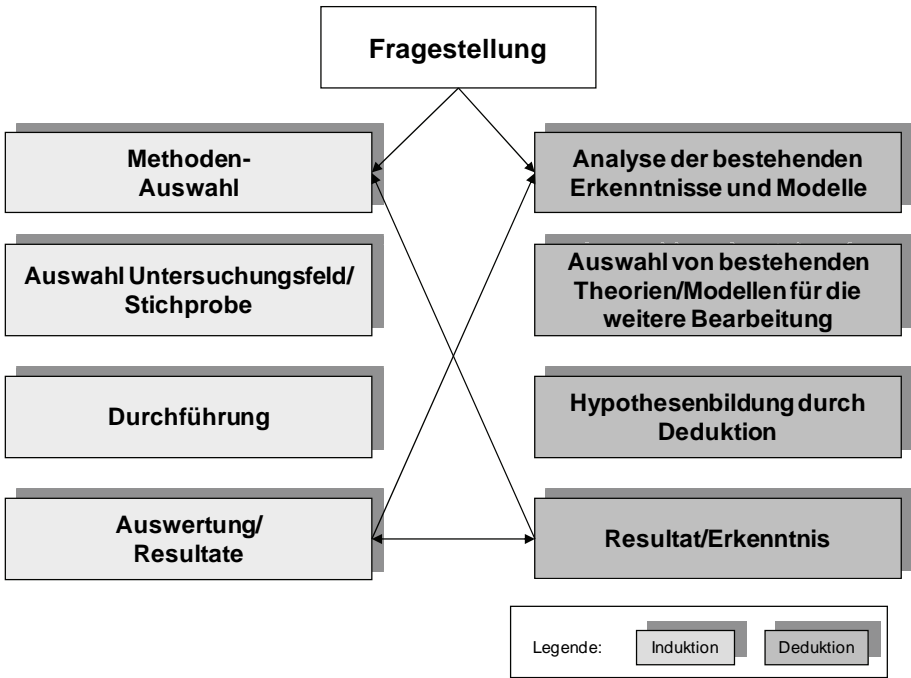 Fragestellung
Methoden-
Auswahl
Auswahl Untersuchungsfeld/
Stichprobe
Durchführung
Auswertung/
Resultate
Analyse der bestehenden
Erkenntnisse und Modelle
Auswahl von bestehenden
Theorien/Modellen für die
weitere Bearbeitung
Hypothesenbildung durch
Deduktion
Resultat/Erkenntnis
Legende:
Induktion
Deduktion